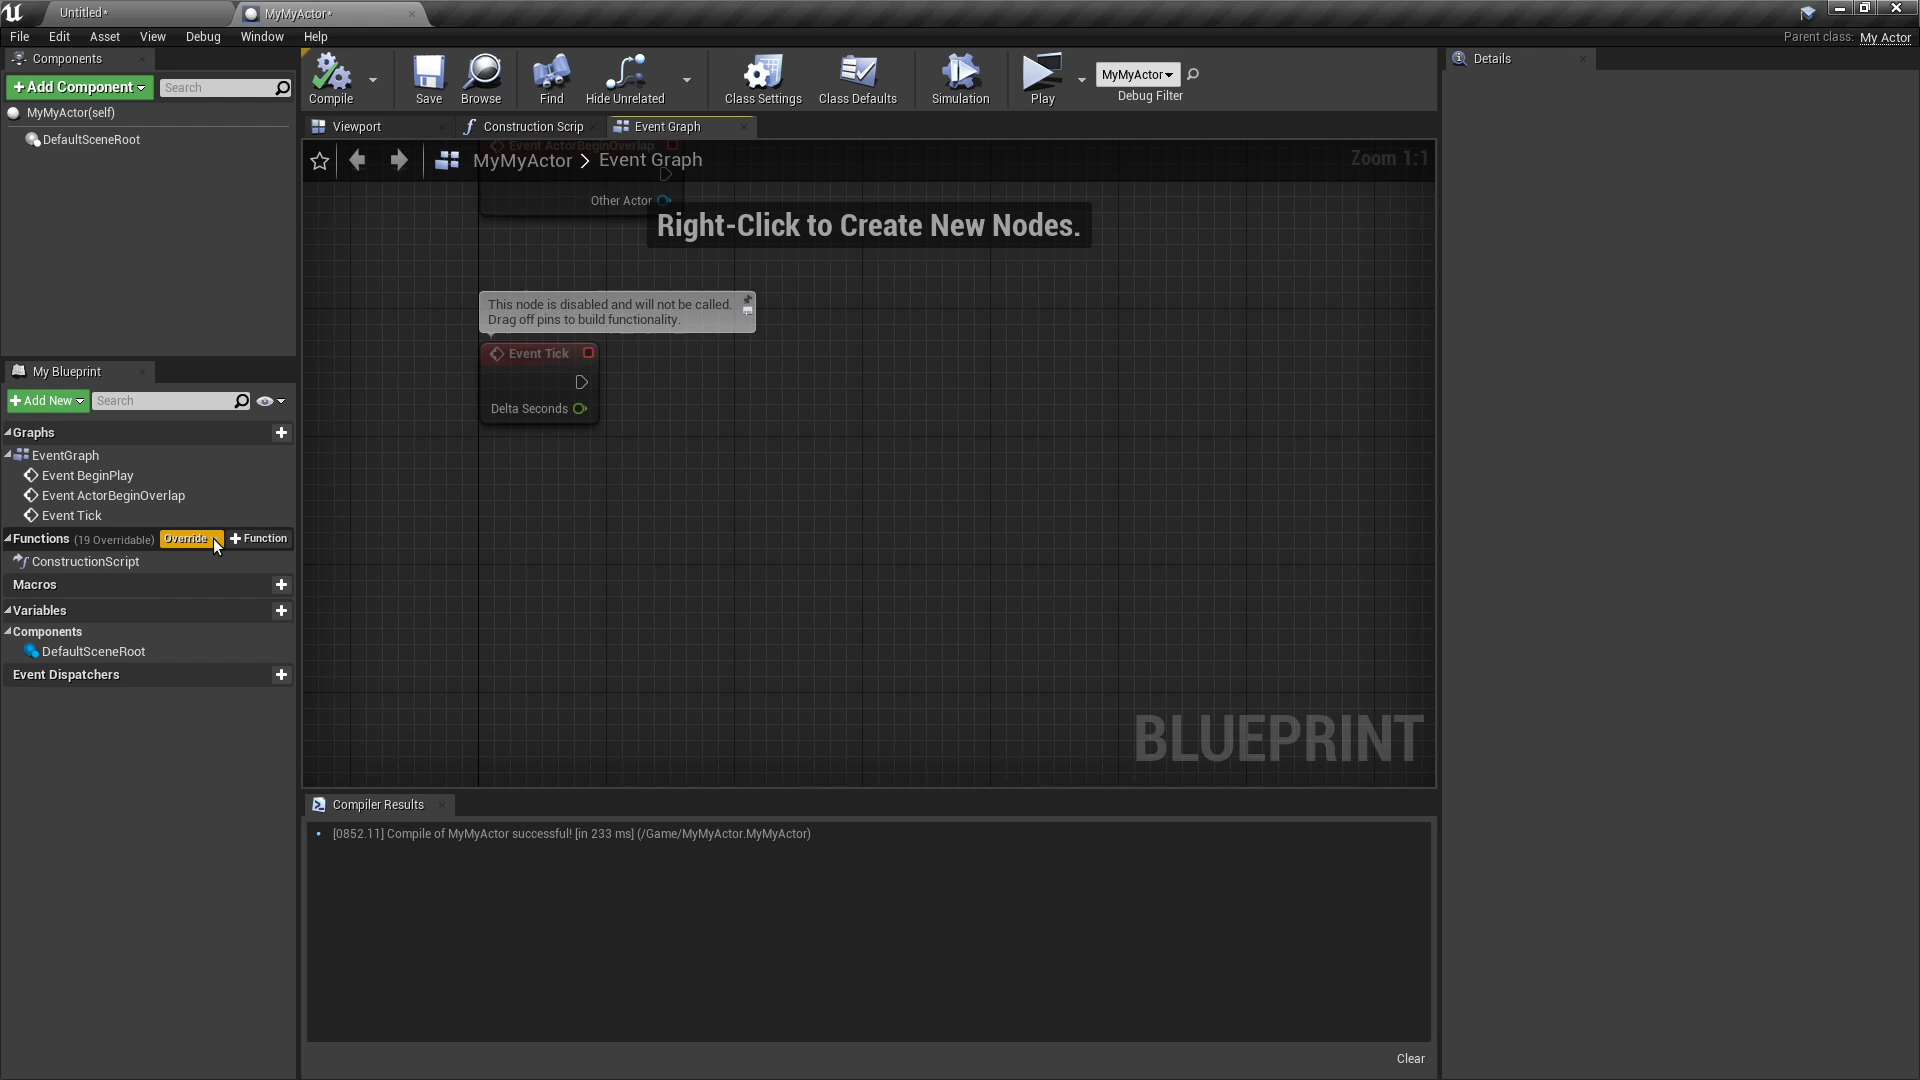 Untitled*
MyMyActor*
File Edit Asset View Debug Window Help
Parent class: My Actor
Components
Add Component
Search
MyMyActor(self)
DefaultSceneRoot
My Blueprint
Add New
Search
Graphs
EventGraph
Event BeginPlay
Event ActorBeginOverlap
Event Tick
Functions (19 Overridable) Override Function
ConstructionScript
Macros
Variables
Components
DefaultSceneRoot
Event Dispatchers
Compile Save Browse Find Hide Unrelated Class Settings Class Defaults Simulation Play
MyMyActor
Debug Filter
Viewport Construction Scrip Event Graph
MyMyActor > Event Graph
Zoom 1:1
Event ActorBeginOverlap
Other Actor
Right-Click to Create New Nodes.
This node is disabled and will not be called.
Drag off pins to build functionality.
Event Tick
Delta Seconds
BLUEPRINT
Compiler Results
[0852.11] Compile of MyMyActor successful! [in 233 ms] (/Game/MyMyActor.MyMyActor)
Clear
Details